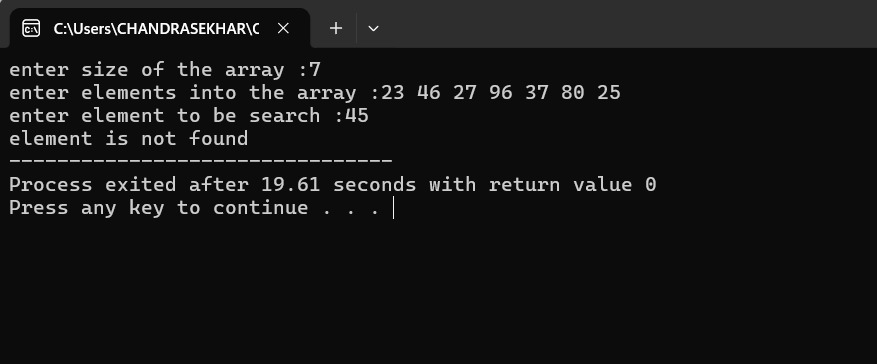 C:\Users\CHANDRASEKHAR\C
enter size of the array :7
enter elements into the array :23 46 27 96 37 80 25
enter element to be search :45
element is not found
--------------------------------
Process exited after 19.61 seconds with return value 0
Press any key to continue . . .